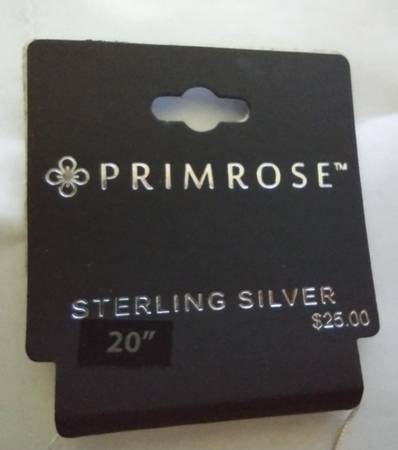 PRIMROSE™
STERLING SILVER
$25.00
20"